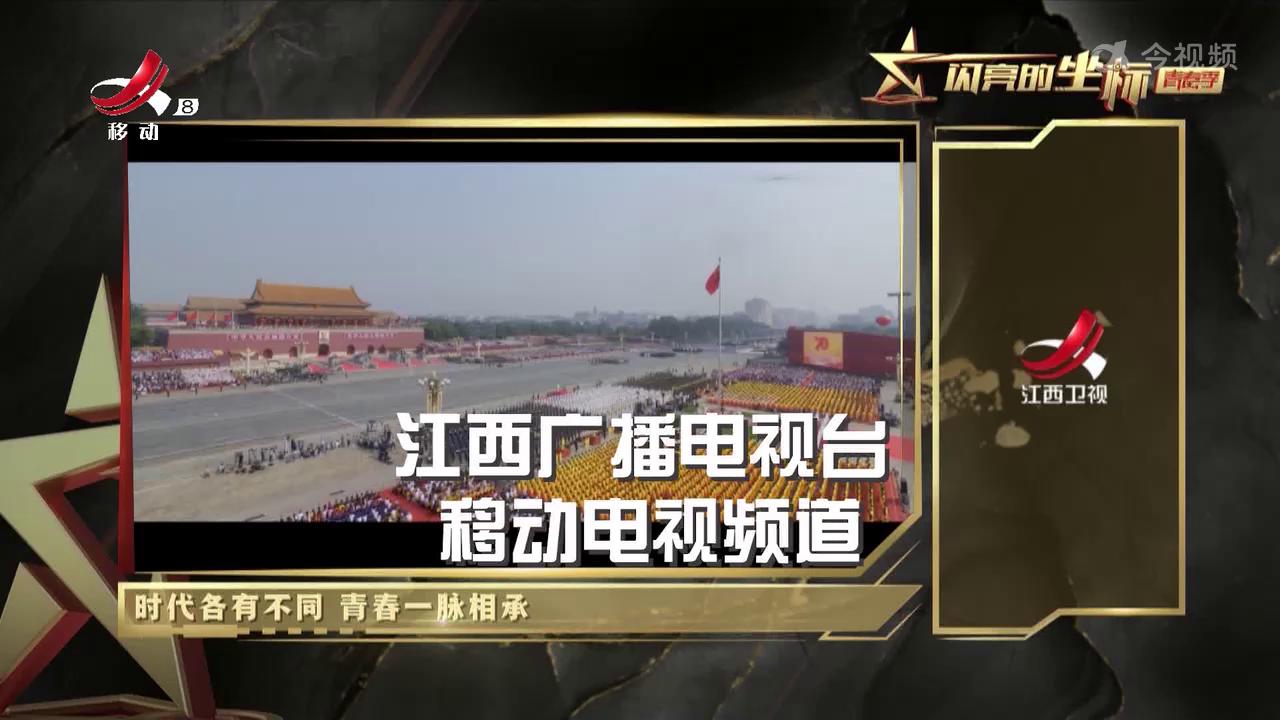 今视频
闪亮的坐标
青春季
8
移动
70
江西卫视
江西广播电视台
移动电视频道
时代各有不同 青春一脉相承